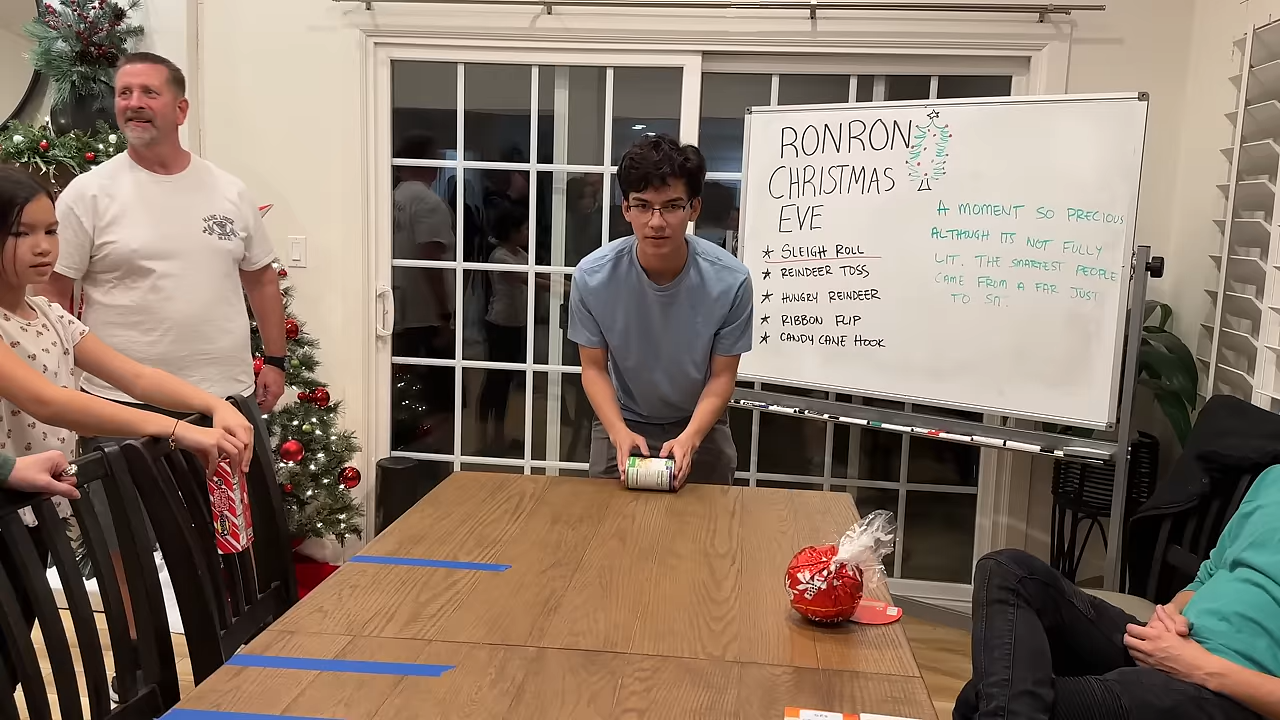 RONRON
CHRISTMAS
EVE
★ SLEIGH ROLL
★ REINDEER TOSS
★ HUNGRY REINDEER
★ RIBBON FLIP
★ CANDY CANE HOOK
A MOMENT SO PRECIOUS
ALTHOUGH ITS NOT FULLY
LIT. THE SMARTEST PEOPLE
CAME FROM A FAR JUST
TO